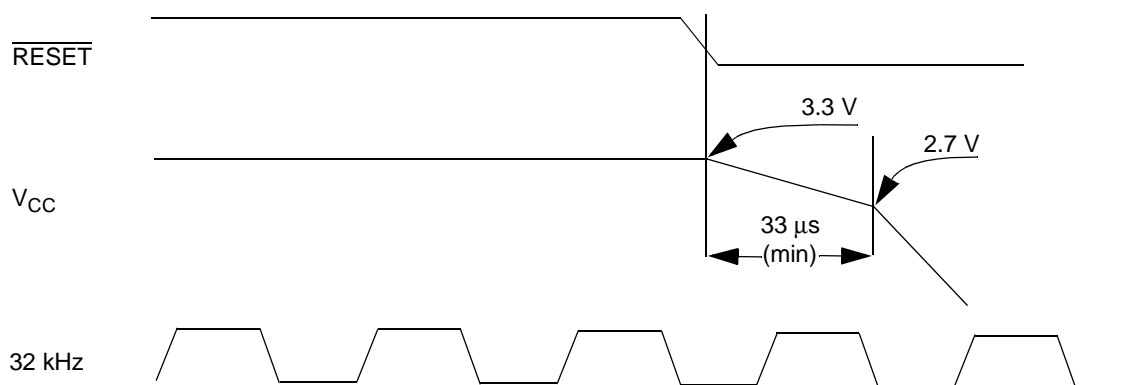 RESET
3.3 V
2.7 V
VCC
33 μs
(min)
32 kHz